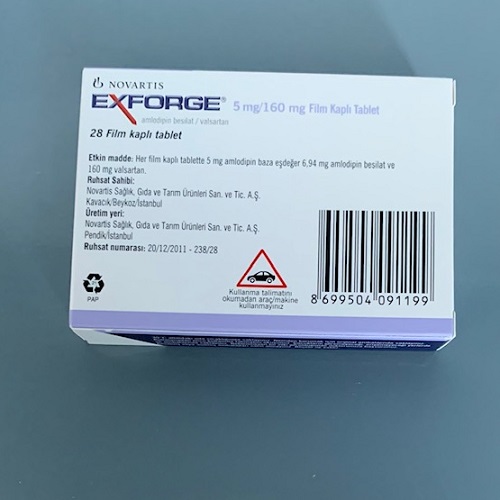 NOVARTIS
EXFORGE® 5 mg/160 mg Film Kaplı Tablet
amlodipin besilat / valsartan
28 Film kaplı tablet
Etkin madde: Her film kaplı tablette 5 mg amlodipin baza eşdeğer 6,94 mg amlodipin besilat ve
160 mg valsartan.
Ruhsat Sahibi:
Novartis Sağlık, Gıda ve Tarım Ürünleri San. ve Tic. A.Ş.
Kavacık/Beykoz/İstanbul
Üretim yeri:
Novartis Sağlık, Gıda ve Tarım Ürünleri San. ve Tic. A.Ş.
Pendik/İstanbul
Ruhsat numarası: 20/12/2011 - 238/28
PAP
Kullanma talimatını
okumadan araç/makine
kullanmayınız
8 699504 091199